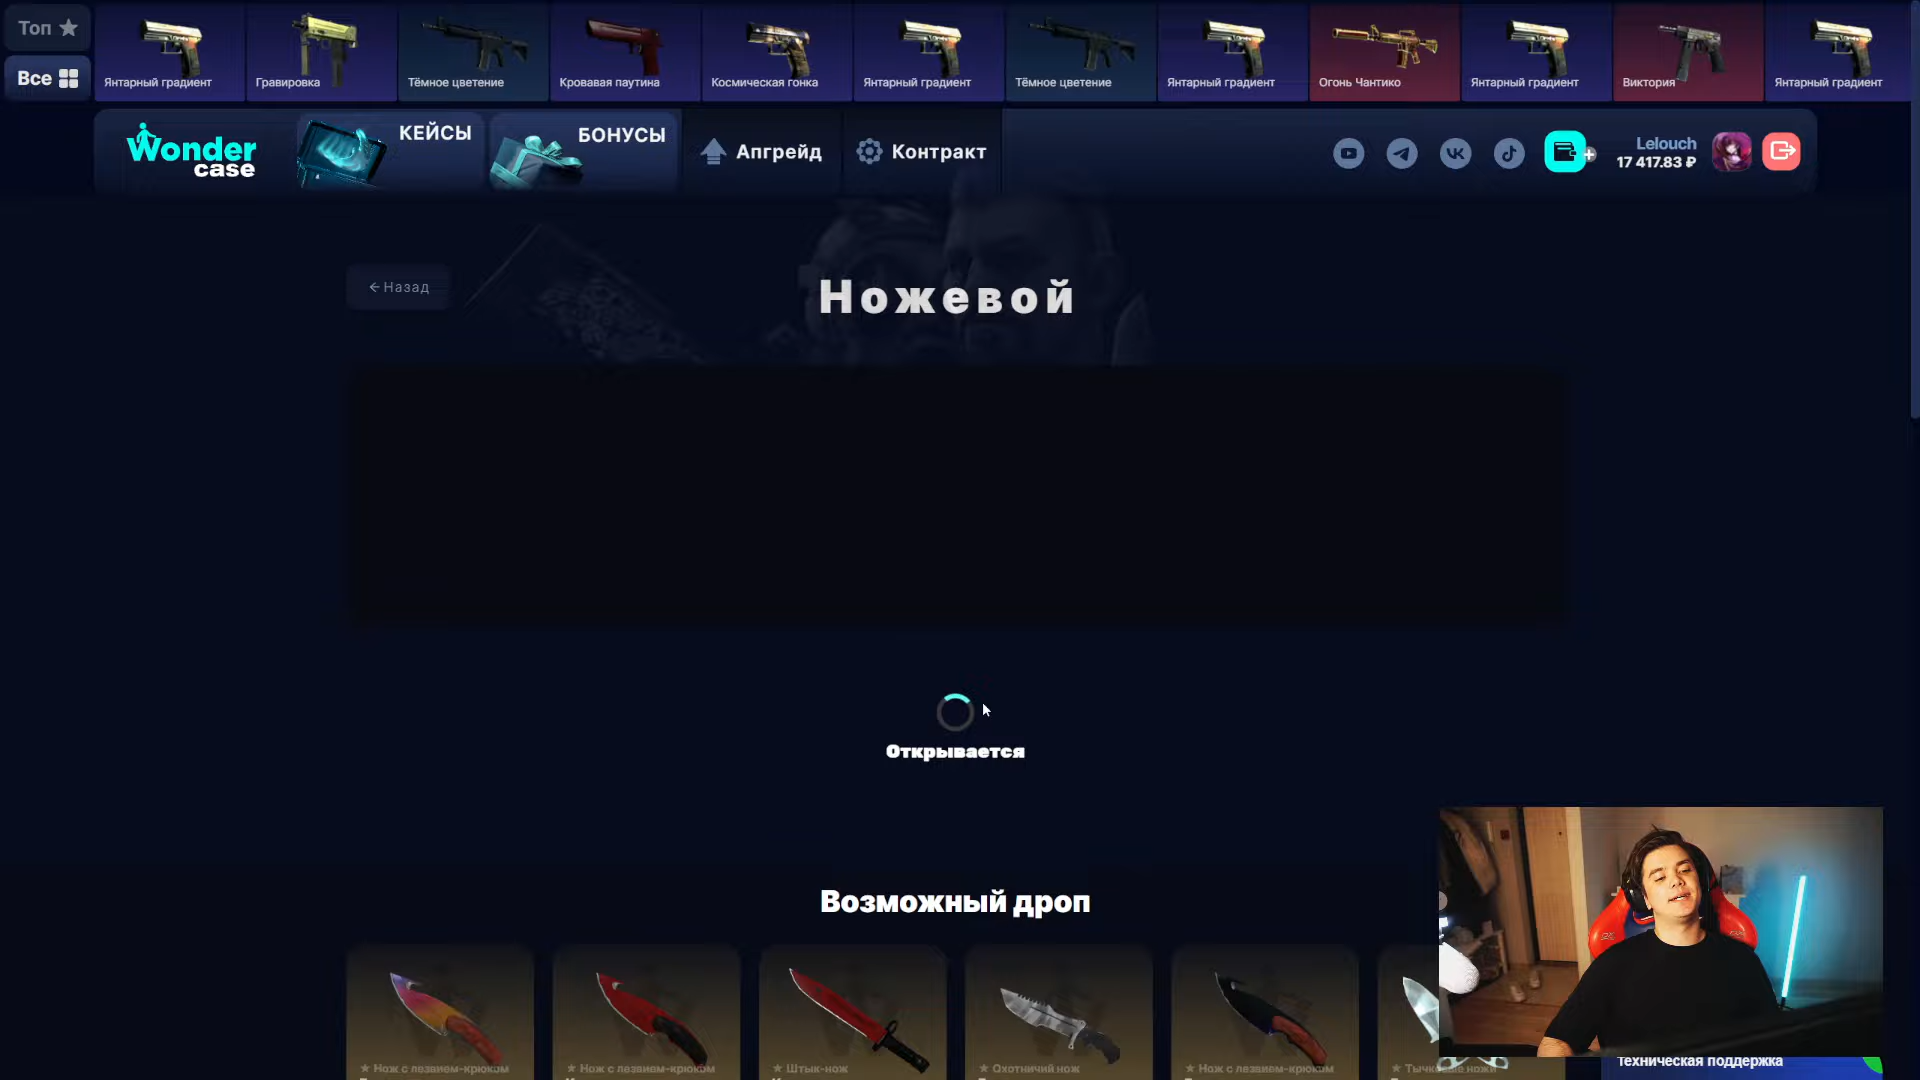 Топ
Все
Янтарный градиент
Гравировка
Тёмное цветение
Кровавая паутина
Космическая гонка
Янтарный градиент
Тёмное цветение
Янтарный градиент
Огонь Чантико
Янтарный градиент
Виктория
Янтарный градиент
Wonder
case
КЕЙСЫ
БОНУСЫ
Апгрейд
Контракт
Lelouch
17 417.83 ₽
← Назад
Ножевой
Открывается
Возможный дроп
★ Нож с лезвием-крюком
★ Нож с лезвием-крюком
★ Штык-нож
★ Охотничий нож
★ Нож с лезвием-крюком
Техническая поддержка